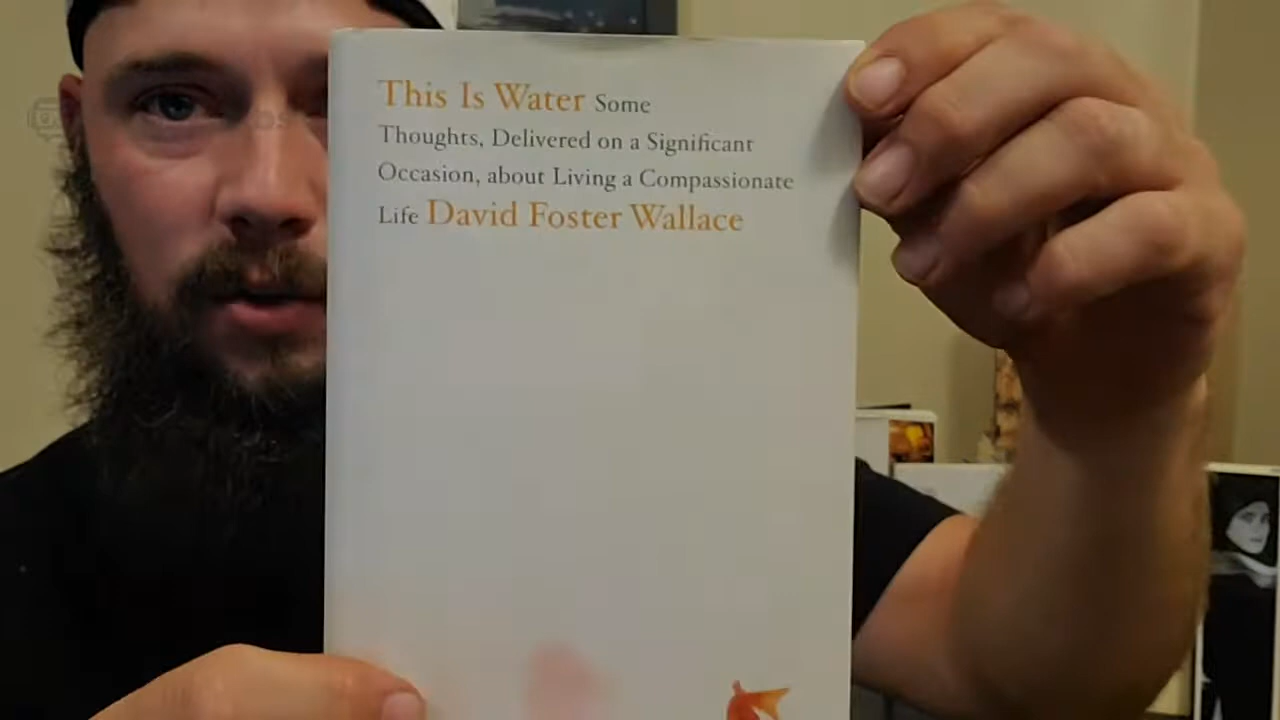 This Is Water Some
Thoughts, Delivered on a Significant
Occasion, about Living a Compassionate
Life David Foster Wallace